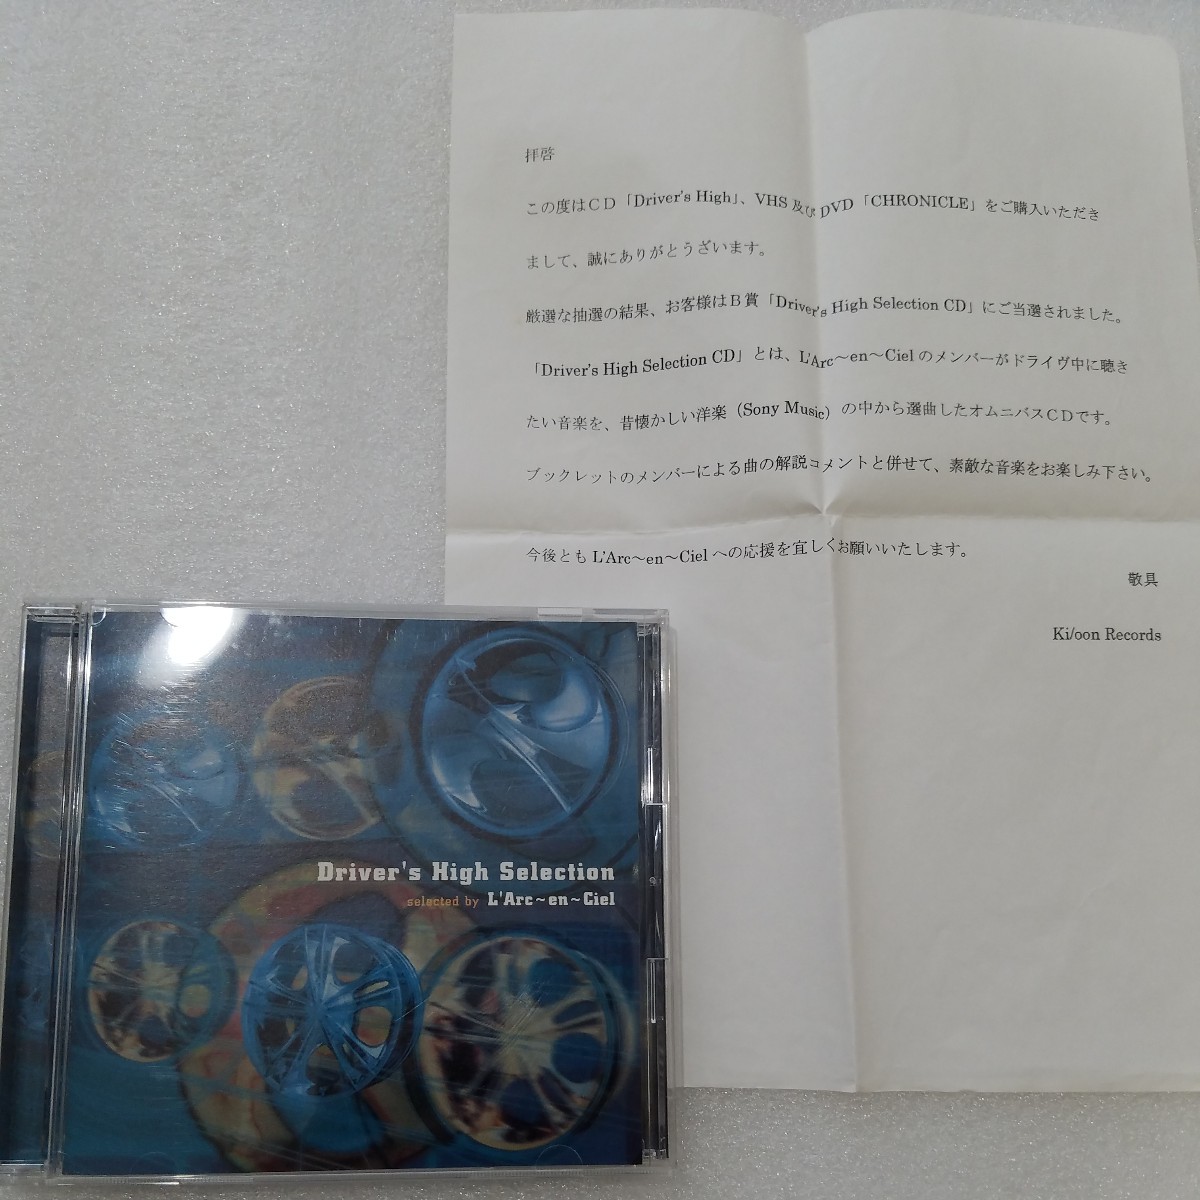 拝啓
この度はCD「Driver's High」、VHS及びDVD「CHRONICLE」をご購入いただき
まして、誠にありがとうざいます。
厳選な抽選の結果、お客様はB賞「Driver's High Selection CD」にご当選されました。
「Driver's High Selection CD」とは、L'Arc～en～Cielのメンバーがドライヴ中に聴き
たい音楽を、昔懐かしい洋楽（Sony Music）の中から選曲したオムニバスCDです。
ブックレットのメンバーによる曲の解説コメントと併せて、素敵な音楽をお楽しみ下さい。
今後とも L'Arc～en～Ciel への応援を宜しくお願いいたします。
敬具
Ki/oon Records
Driver's High Selection
selected by L'Arc~en~Ciel